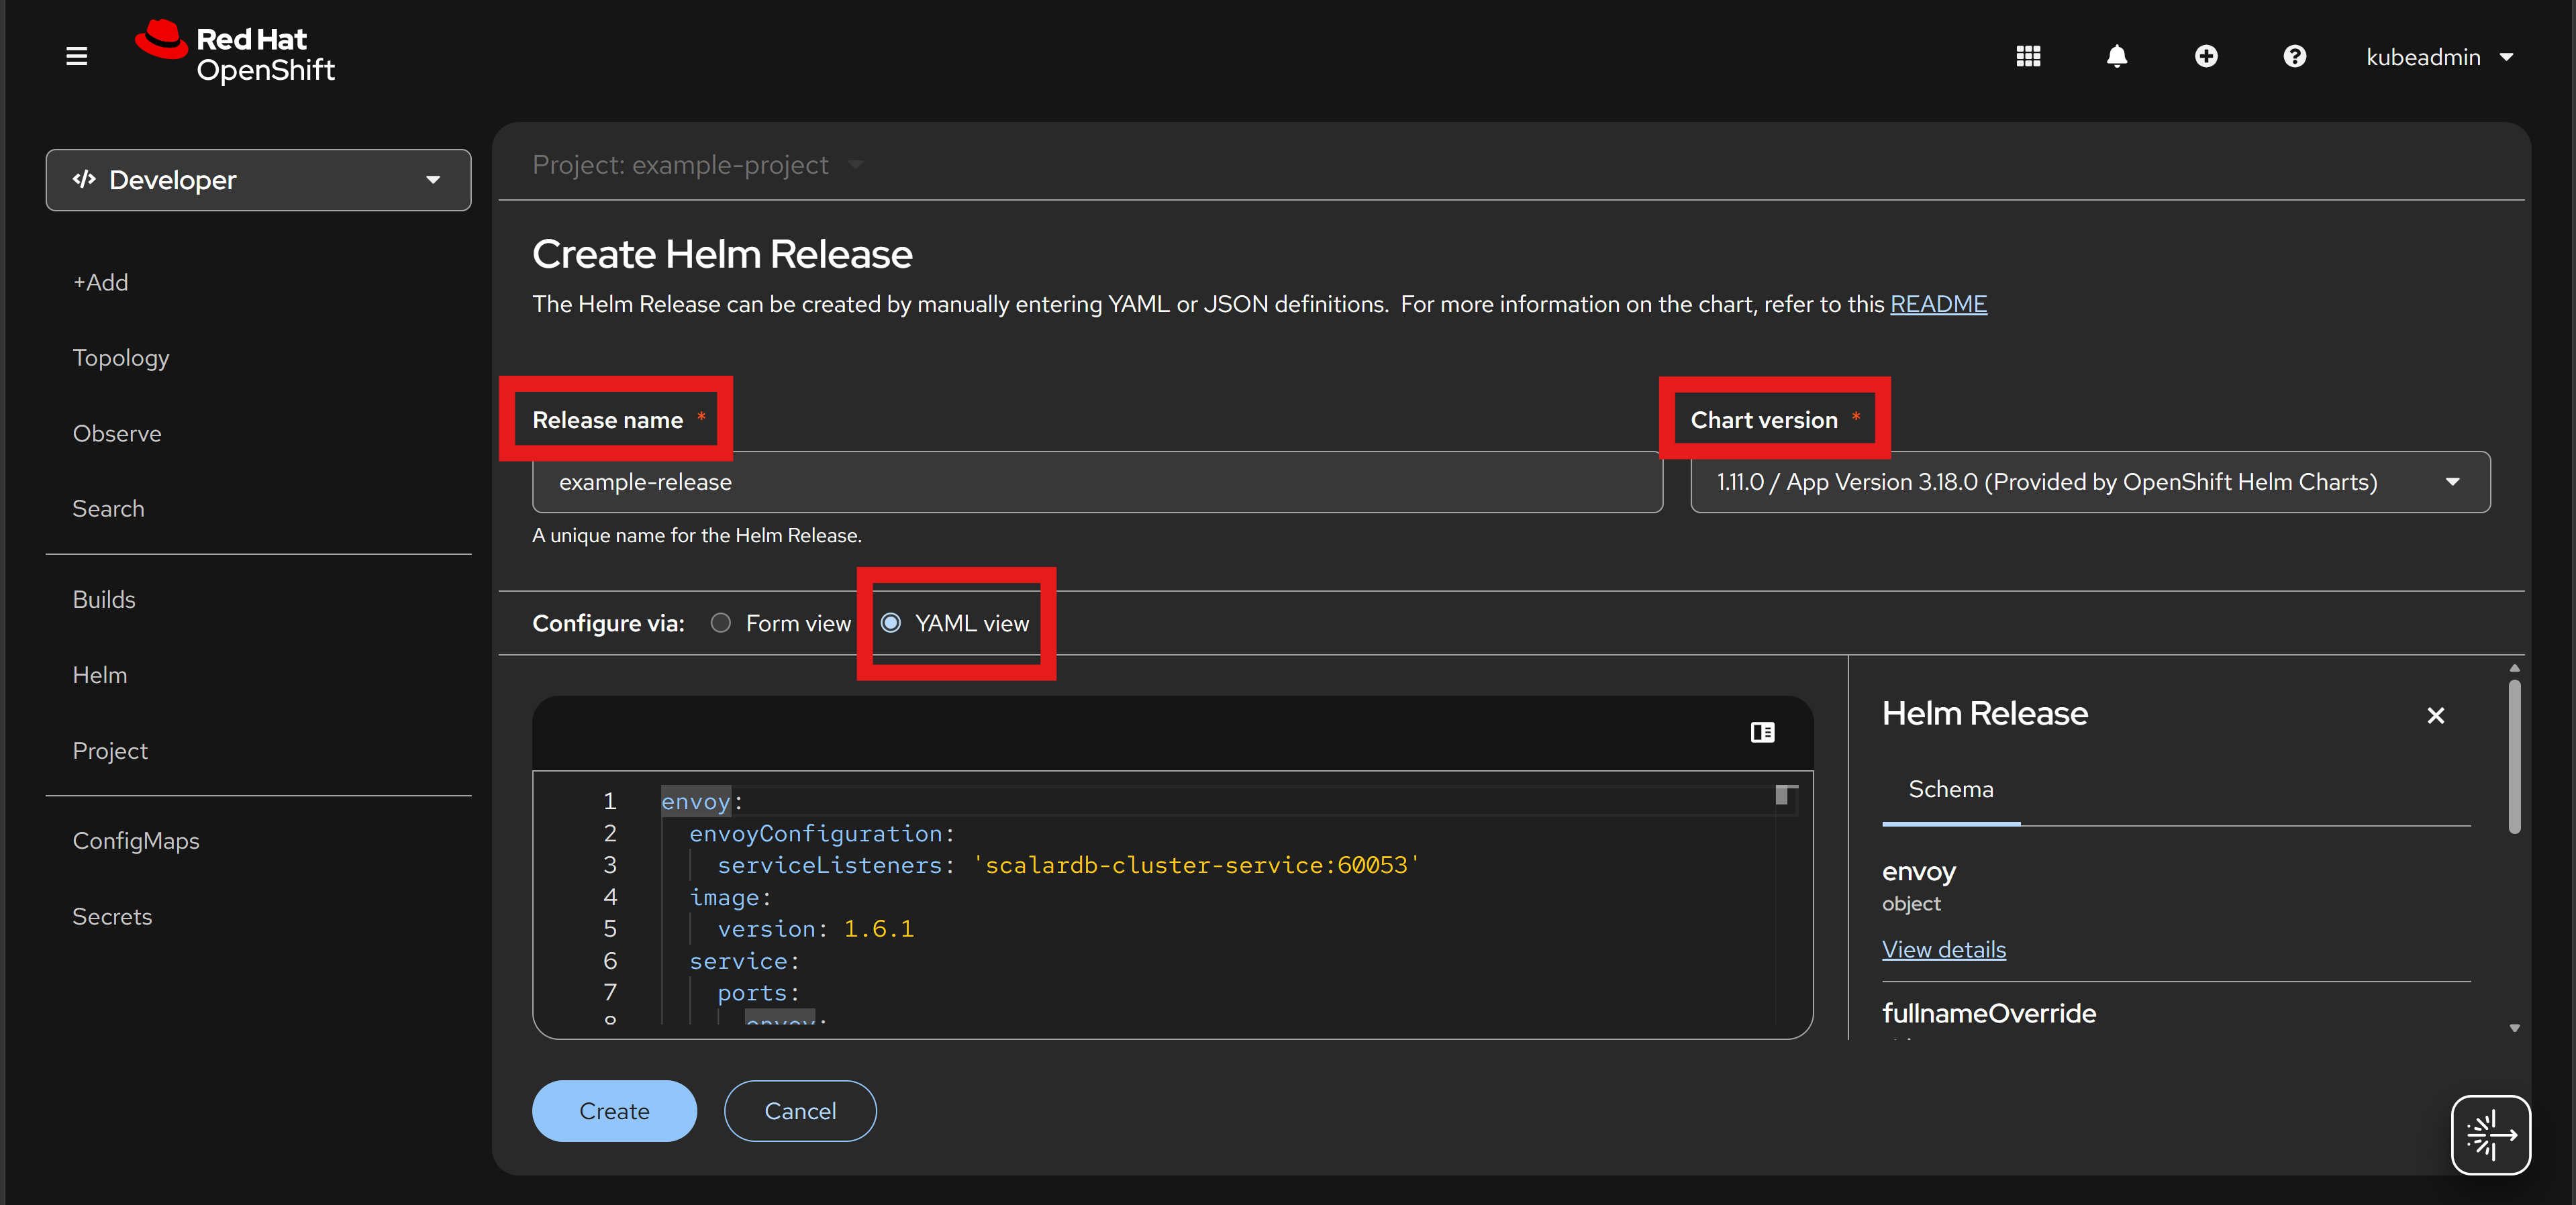 Red Hat
OpenShift
kubeadmin
Developer
+Add
Topology
Observe
Search
Builds
Helm
Project
ConfigMaps
Secrets
Project: example-project
Create Helm Release
The Helm Release can be created by manually entering YAML or JSON definitions. For more information on the chart, refer to this README
Release name *
example-release
A unique name for the Helm Release.
Chart version *
1.11.0 / App Version 3.18.0 (Provided by OpenShift Helm Charts)
Configure via: Form view YAML view
1 envoy:
2 envoyConfiguration:
3 serviceListeners: 'scalardb-cluster-service:60053'
4 image:
5 version: 1.6.1
6 service:
7 ports:
8 envoy:
Helm Release
Schema
envoy
object
View details
fullnameOverride
Create
Cancel